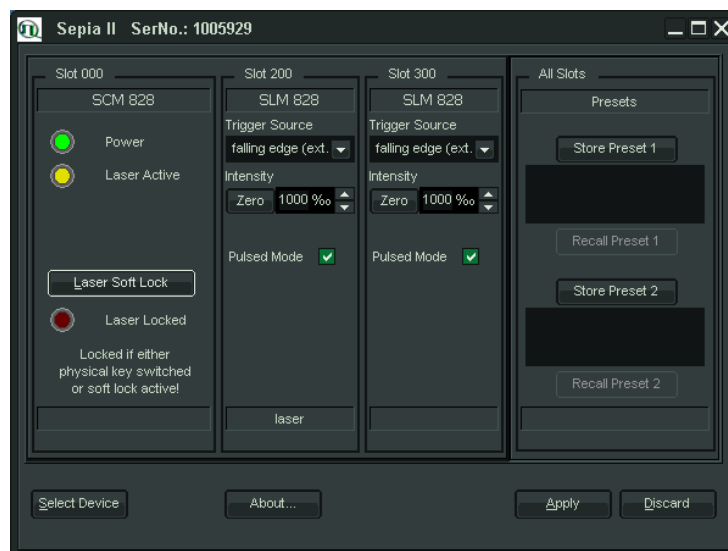 Sepia II SerNo.: 1005929
Slot 000
SCM 828
Power
Laser Active
Laser Soft Lock
Laser Locked
Locked if either
physical key switched
or soft lock active!
Slot 200
SLM 828
Trigger Source
falling edge (ext.
Intensity
Zero 1000 ‰
Pulsed Mode
laser
Slot 300
SLM 828
Trigger Source
falling edge (ext.
Intensity
Zero 1000 ‰
Pulsed Mode
All Slots
Presets
Store Preset 1
Recall Preset 1
Store Preset 2
Recall Preset 2
Select Device
About...
Apply
Discard